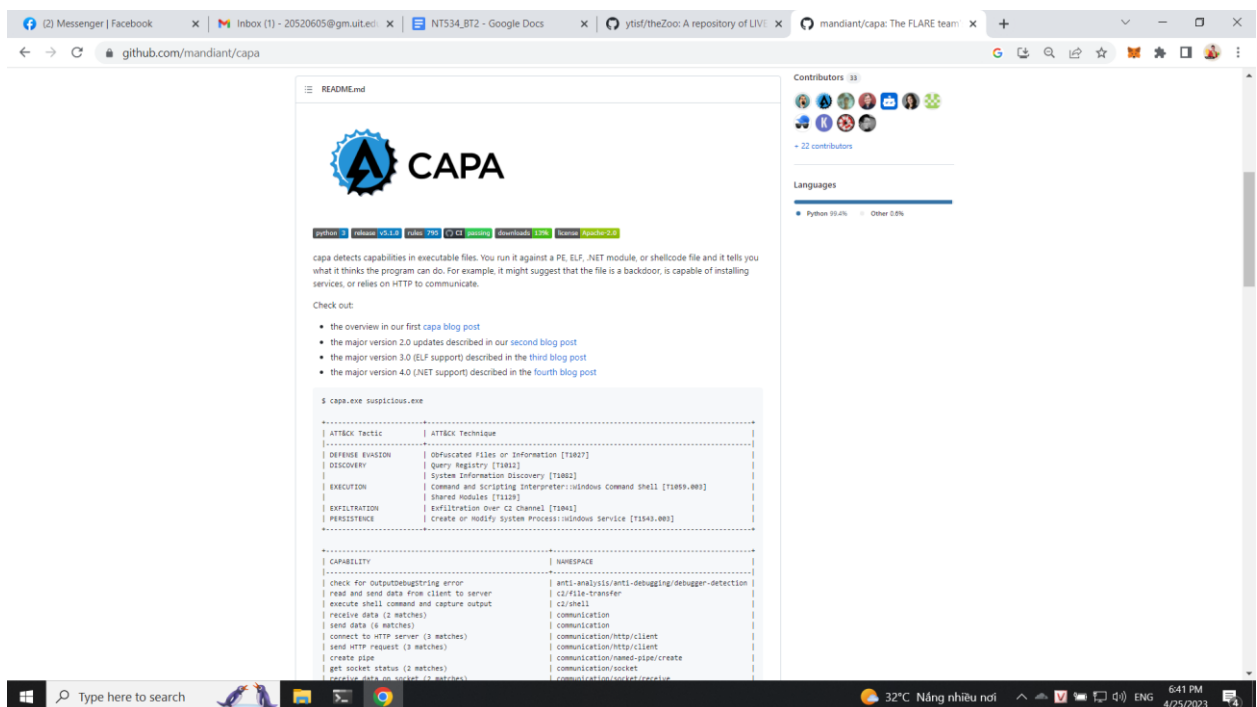 (2) Messenger | Facebook
Inbox (1) - 20520605@gm.uit.ed
NT534_BT2 - Google Docs
ytisf/theZoo: A repository of LIVE
mandiant/capa: The FLARE team'
github.com/mandiant/capa
README.md
CAPA
python 3 release v5.1.0 rules 795 CI passing downloads 139k license Apache-2.0
capa detects capabilities in executable files. You run it against a PE, ELF, .NET module, or shellcode file and it tells you
what it thinks the program can do. For example, it might suggest that the file is a backdoor, is capable of installing
services, or relies on HTTP to communicate.
Check out:
• the overview in our first capa blog post
• the major version 2.0 updates described in our second blog post
• the major version 3.0 (ELF support) described in the third blog post
• the major version 4.0 (.NET support) described in the fourth blog post
$ capa.exe suspicious.exe
| ATT&CK Tactic | ATT&CK Technique |
| DEFENSE EVASION | Obfuscated Files or Information [T1027] |
| DISCOVERY | Query Registry [T1012] |
| | System Information Discovery [T1082] |
| EXECUTION | Command and Scripting Interpreter::Windows Command Shell [T1059.003] |
| | Shared Modules [T1129] |
| EXFILTRATION | Exfiltration Over C2 Channel [T1041] |
| PERSISTENCE | Create or Modify System Process::Windows Service [T1543.003] |
| CAPABILITY | NAMESPACE |
| check for OutputDebugString error | anti-analysis/anti-debugging/debugger-detection |
| read and send data from client to server | c2/file-transfer |
| execute shell command and capture output | c2/shell |
| receive data (2 matches) | communication |
| send data (6 matches) | communication |
| connect to HTTP server (3 matches) | communication/http/client |
| send HTTP request (3 matches) | communication/http/client |
| create pipe | communication/named-pipe/create |
| get socket status (2 matches) | communication/socket |
| receive data on socket (2 matches) | communication/socket/receive |
Contributors 33
K
+ 22 contributors
Languages
Python 99.4% Other 0.6%
Type here to search
32°C Nắng nhiều nơi
V
ENG
6:41 PM
4/25/2023
4